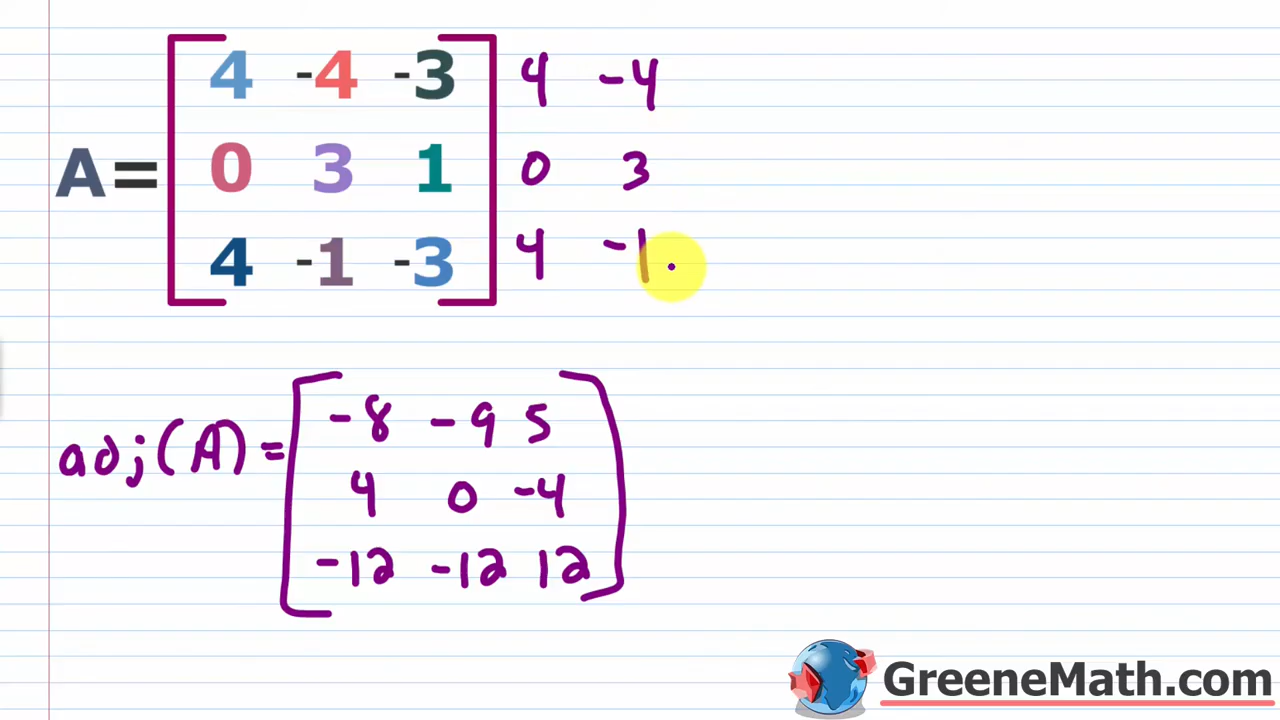 4 -4 -3 4 -4
A= 0 3 1 0 3
4 -1 -3 4 -1
-8 -9 5
adj(A) = 4 0 -4
-12 -12 12
GreeneMath.com